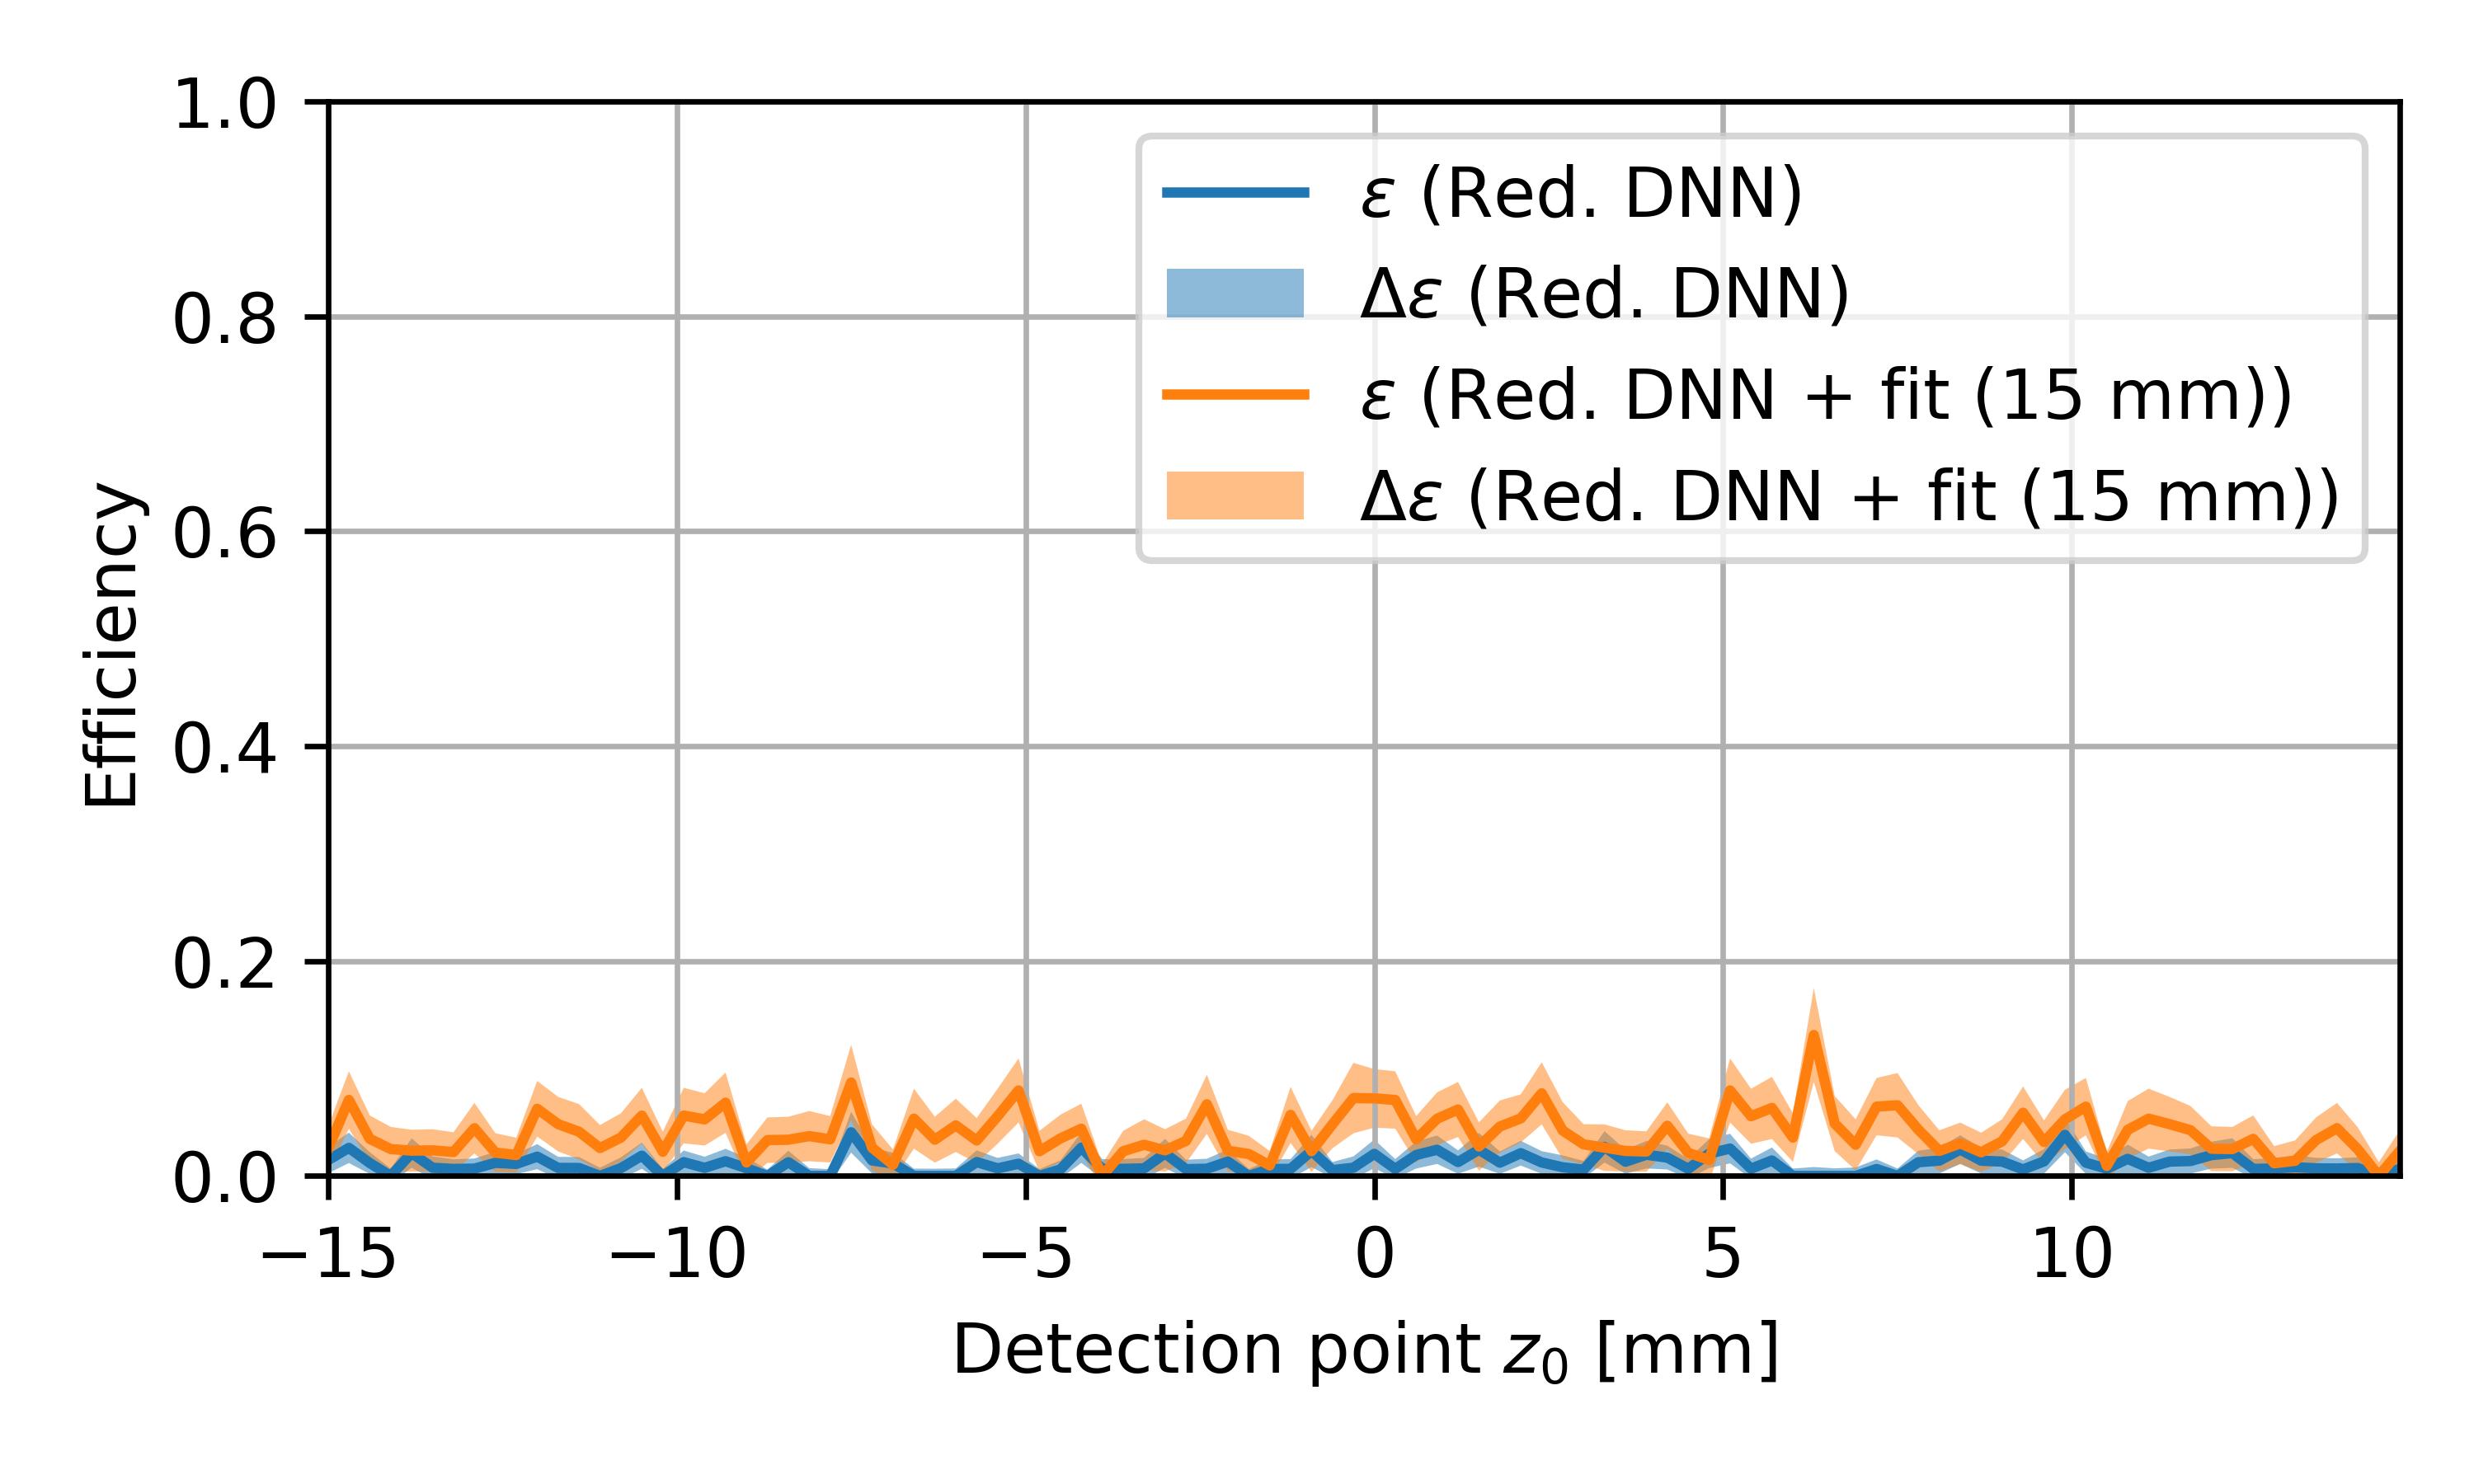 1.0
0.8
0.6
0.4
0.2
0.0
Efficiency
ε (Red. DNN)
Δε (Red. DNN)
ε (Red. DNN + fit (15 mm))
Δε (Red. DNN + fit (15 mm))
−15 −10 −5 0 5 10
Detection point z₀ [mm]